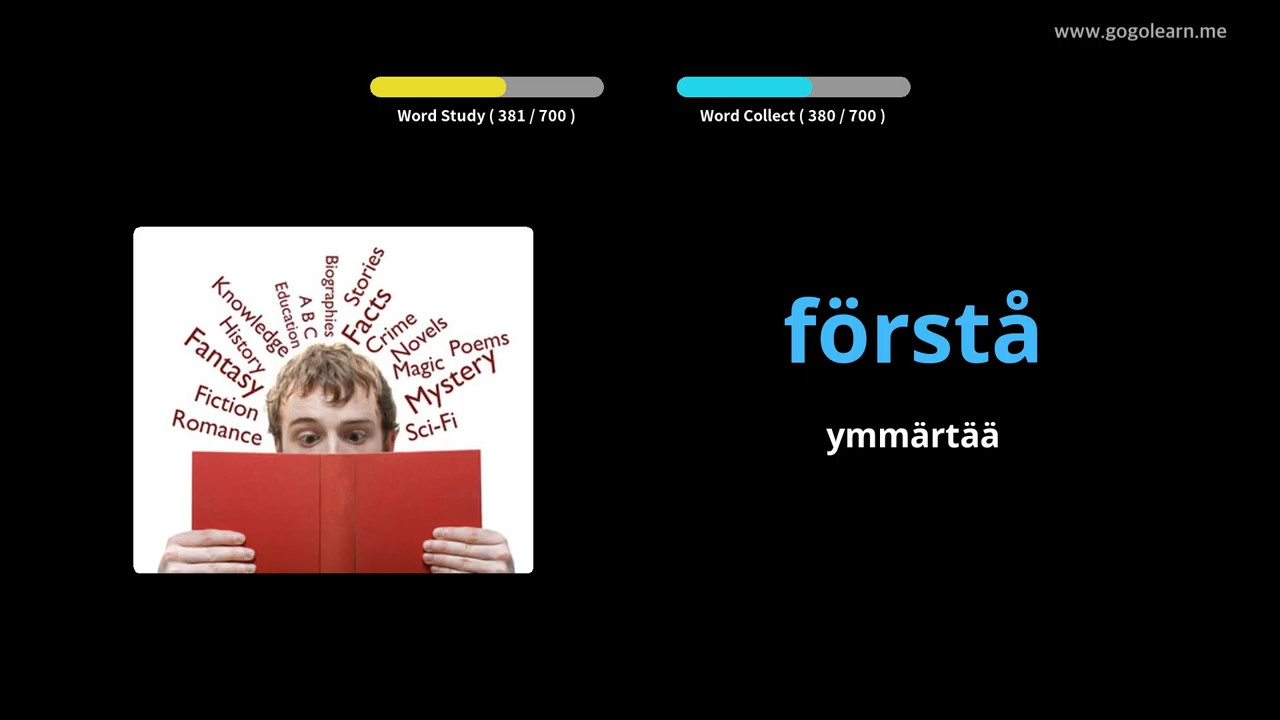 www.gogolearn.me
Word Study ( 381 / 700 )
Word Collect ( 380 / 700 )
Biographies
Stories
Education
A B C
Facts
Knowledge
Crime
History
Novels
Fantasy
Magic
Poems
Mystery
Fiction
Romance
Sci-Fi
förstå
ymmärtää